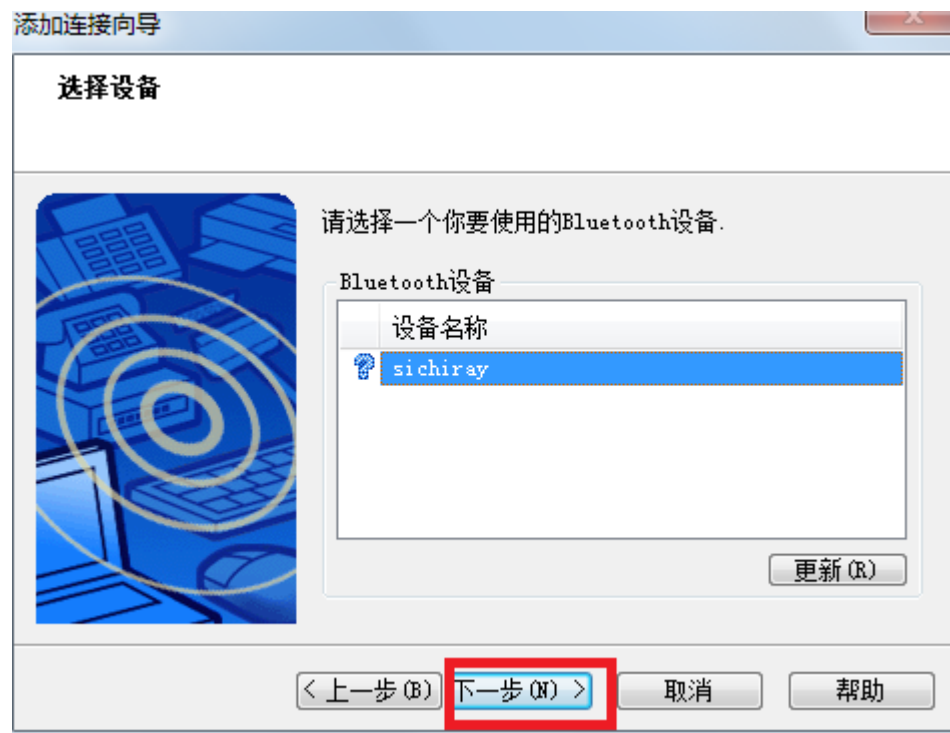 添加连接向导
选择设备
请选择一个你要使用的Bluetooth设备.
Bluetooth设备
设备名称
sichiray
更新(R)
< 上一步(B) 下一步(N) > 取消 帮助